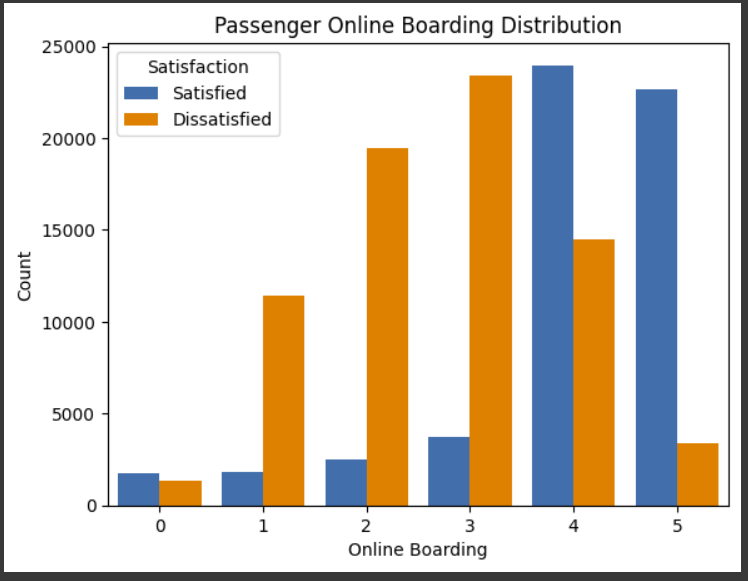 Passenger Online Boarding Distribution
25000
20000
15000
10000
5000
0
Count
Satisfaction
Satisfied
Dissatisfied
0 1 2 3 4 5
Online Boarding